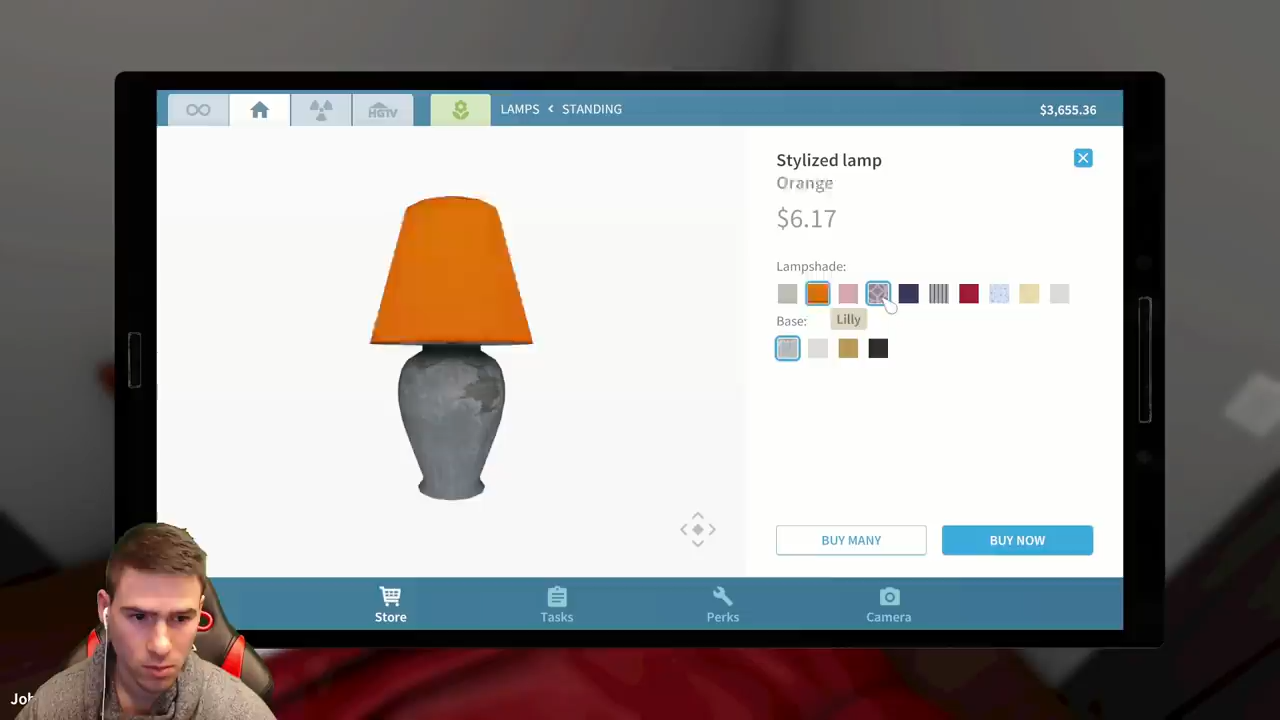 HGTV
LAMPS < STANDING
$3,655.36
Stylized lamp
Orange
$6.17
Lampshade:
Lilly
Base:
BUY MANY
BUY NOW
Store
Tasks
Perks
Camera